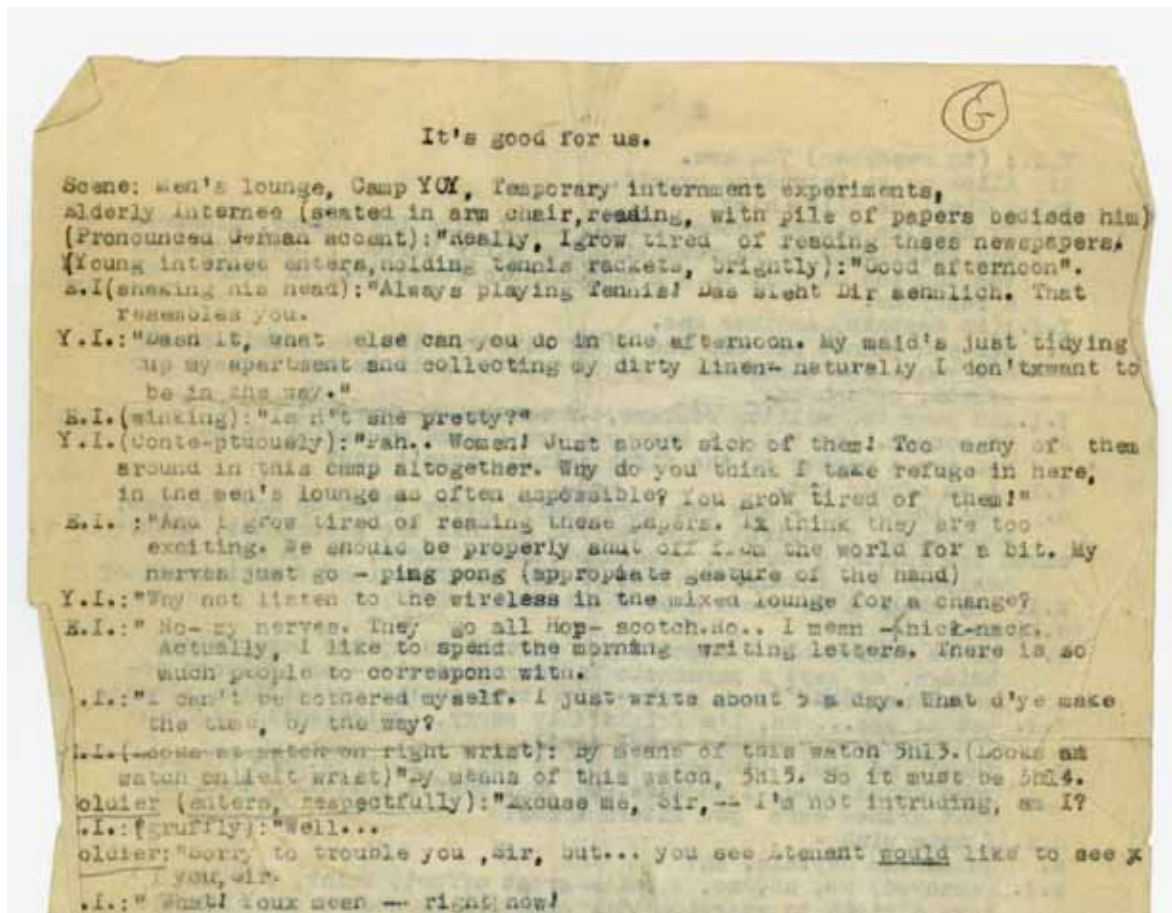 G
It's good for us.
Scene: Men's lounge, Camp YOY, Temporary internment experiments,
alderly internee (seated in arm chair,reading, with pile of papers bedisde him)
(Pronounced German accent):"Really, Igrow tired of reading thses newspapers.
(Young internee enters,holding tennis rackets, brightly):"Good afternoon".
E.I(shaking his head):"Always playing Tennis! Das sieht Dir aehnlich. That
resembles you.
Y.I.:"Dash it, what else can you do in the afternoon. My maid's just tidying
up my apartment and collecting my dirty linen- naturally I don'txwant to
be in the way."
E.I.(winking):"Is n't she pretty?"
Y.I.(Conte-ptuously):"Pah.. Women! Just about sick of them! Too many of them
around in this camp altogether. Why do you think I take refuge in here,
in the men's lounge as often aspossible? You grow tired of them!"
E.I. :"And I grow tired of reading these papers. Ix think they are too
exciting. We should be properly shut off from the world for a bit. My
nerves just go - ping pong (appropiate gesture of the hand)
Y.I.:"Why not listen to the wireless in the mixed lounge for a change?
E.I.:" No- my nerves. They go all Hop- scotch.No.. I mean - hick-nack.
Actually, I like to spend the morning writing letters. There is so
much people to correspond with.
.I.:"I can't be bothered myself. I just write about 5 a day. What d'ye make
the time, by the way?
.I.(Looks at watch on right wrist): By means of this watch 5h13.(Looks am
watch onlleft wrist)"By means of this watch, 5h15. So it must be 5h14.
oldier (enters, respectfully):"Excuse me, Sir,-- I'm not intruding, am I?
.I.:(gruffly):"Well...
oldier:"Sorry to trouble you ,Sir, but... you see Ltenant would like to see x
you,Sir.
.I.:" What! Youx mean -- right now!